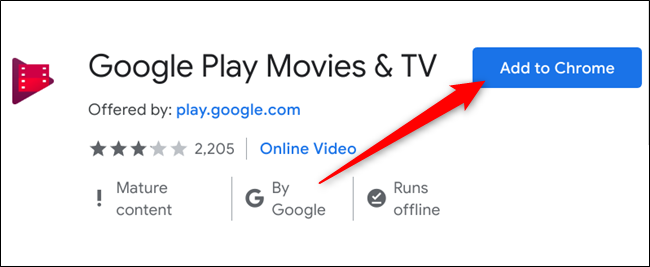 Google Play Movies & TV
Add to Chrome
Offered by: play.google.com
2,205
Online Video
Mature content
By Google
Runs offline